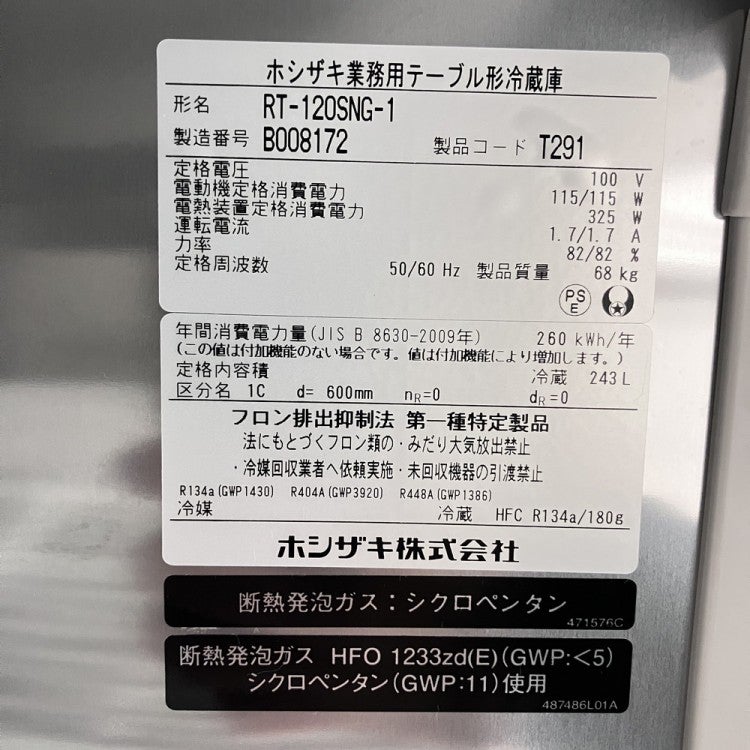 ホシザキ業務用テーブル形冷蔵庫
形名 RT-120SNG-1
製造番号 B008172 製品コード T291
定格電圧 100 V
電動機定格消費電力 115/115 W
電熱装置定格消費電力 325 W
運転電流 1.7/1.7 A
力率 82/82 %
定格周波数 50/60 Hz 製品質量 68 kg
PS
E
年間消費電力量(JIS B 8630-2009年) 260 kWh/年
(この値は付加機能のない場合です。値は付加機能により増加します。)
定格内容積 冷蔵 243 L
区分名 1C d= 600mm nR=0 dR=0
フロン排出抑制法 第一種特定製品
法にもとづくフロン類の・みだり大気放出禁止
・冷媒回収業者へ依頼実施・未回収機器の引渡禁止
R134a(GWP1430) R404A(GWP3920) R448A(GWP1386)
冷媒 冷蔵 HFC R134a/180g
ホシザキ株式会社
断熱発泡ガス：シクロペンタン
471576C
断熱発泡ガス HFO 1233zd(E)(GWP:<5)
シクロペンタン(GWP:11)使用
487486L01A